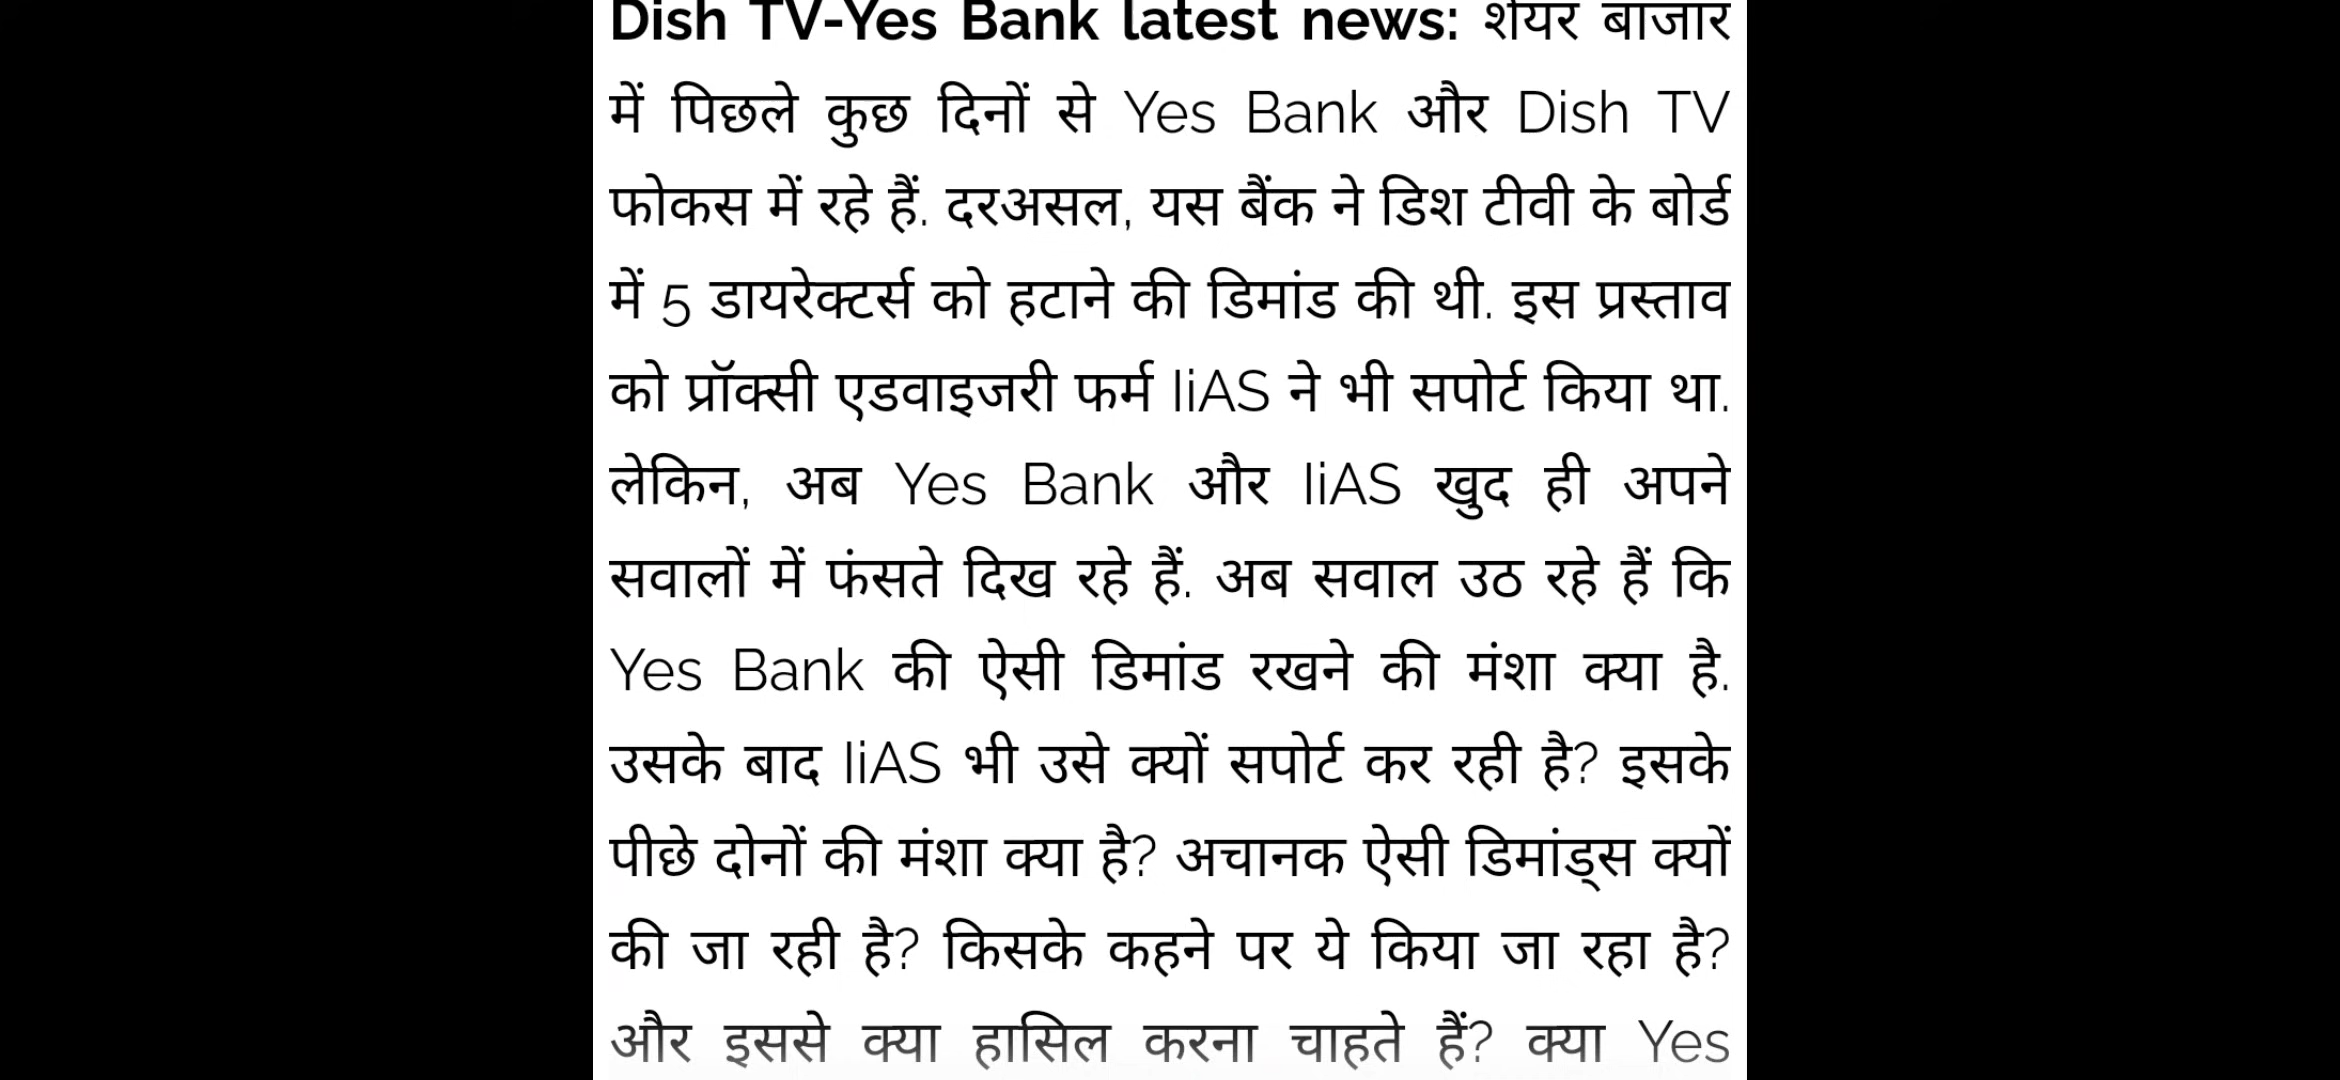 Dish TV-Yes Bank latest news: शेयर बाजार
में पिछले कुछ दिनों से Yes Bank और Dish TV
फोकस में रहे हैं. दरअसल, यस बैंक ने डिश टीवी के बोर्ड
में 5 डायरेक्टर्स को हटाने की डिमांड की थी. इस प्रस्ताव
को प्रॉक्सी एडवाइजरी फर्म IiAS ने भी सपोर्ट किया था.
लेकिन, अब Yes Bank और IiAS खुद ही अपने
सवालों में फंसते दिख रहे हैं. अब सवाल उठ रहे हैं कि
Yes Bank की ऐसी डिमांड रखने की मंशा क्या है.
उसके बाद IiAS भी उसे क्यों सपोर्ट कर रही है? इसके
पीछे दोनों की मंशा क्या है? अचानक ऐसी डिमांड्स क्यों
की जा रही है? किसके कहने पर ये किया जा रहा है?
और इससे क्या हासिल करना चाहते हैं? क्या Yes